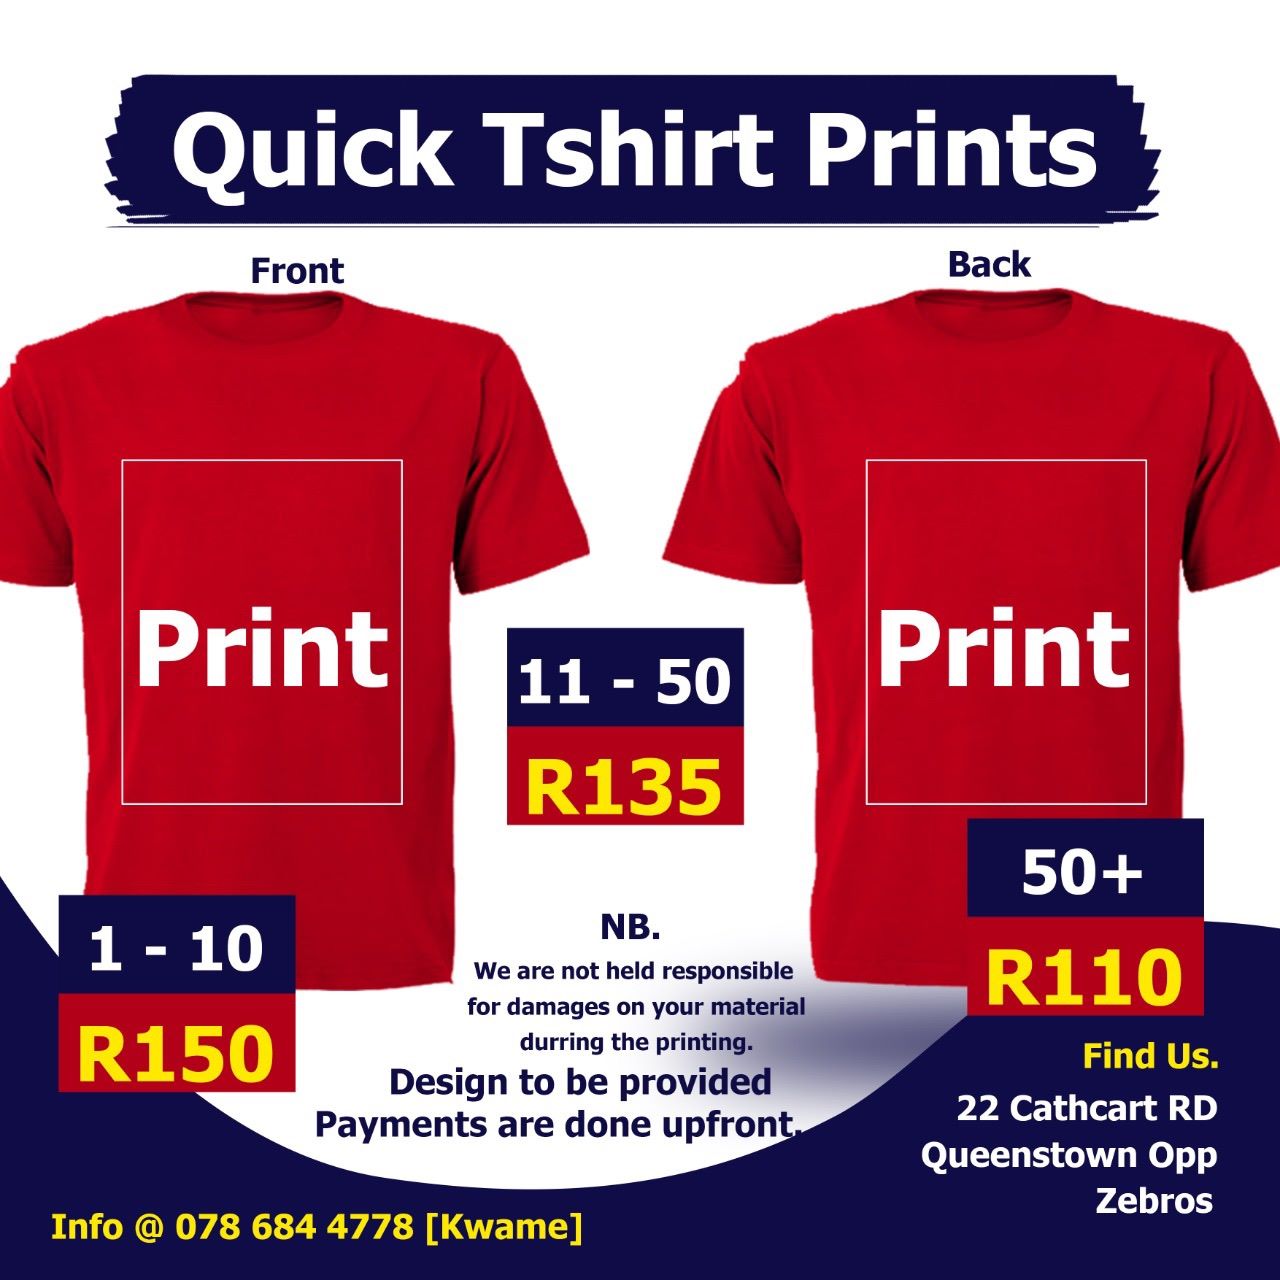 Quick Tshirt Prints
Front
Back
Print
Print
11 - 50
R135
50+
R110
1 - 10
R150
NB.
We are not held responsible
for damages on your material
durring the printing.
Design to be provided
Payments are done upfront.
Find Us.
22 Cathcart RD
Queenstown Opp
Zebros
Info @ 078 684 4778 [Kwame]